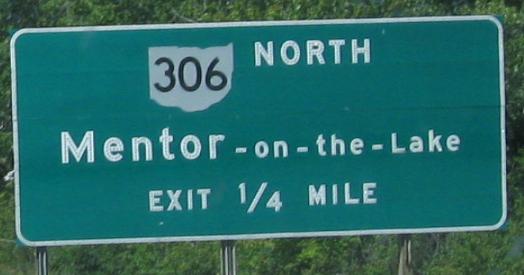 306 NORTH
Mentor-on-the-Lake
EXIT 1/4 MILE